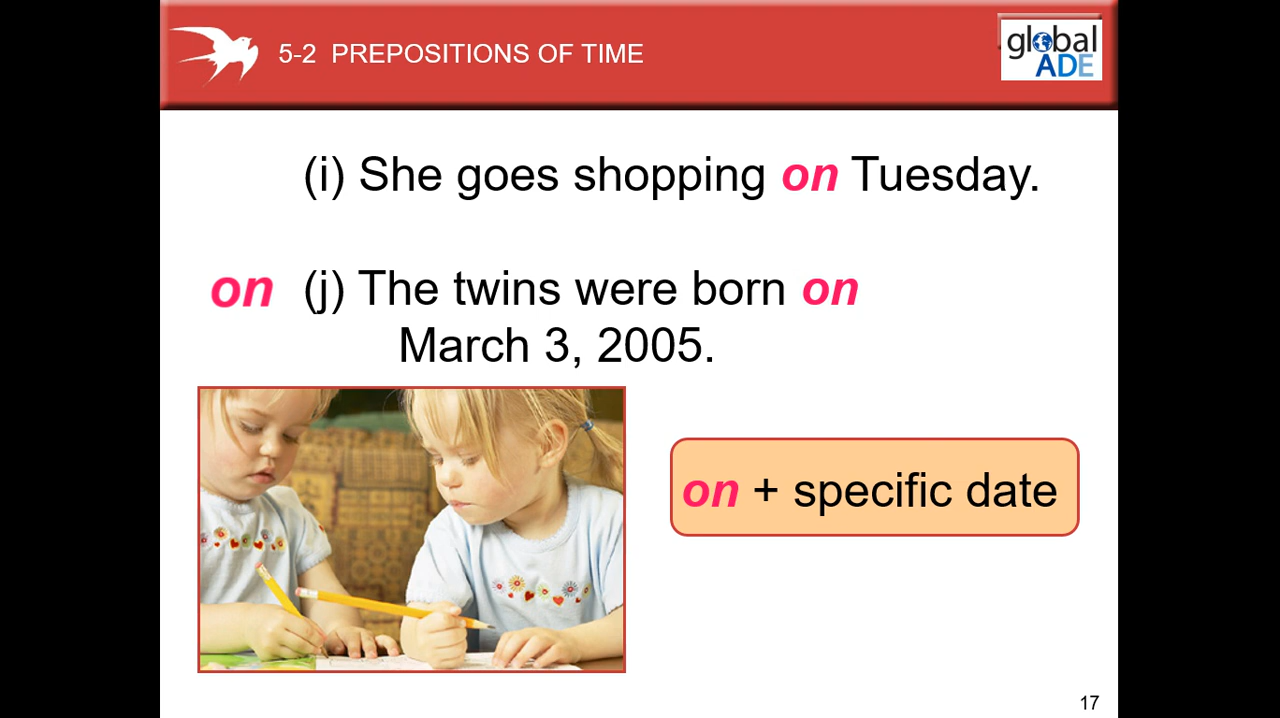 5-2 PREPOSITIONS OF TIME
global
ADE
(i) She goes shopping on Tuesday.
on (j) The twins were born on
March 3, 2005.
on + specific date
17